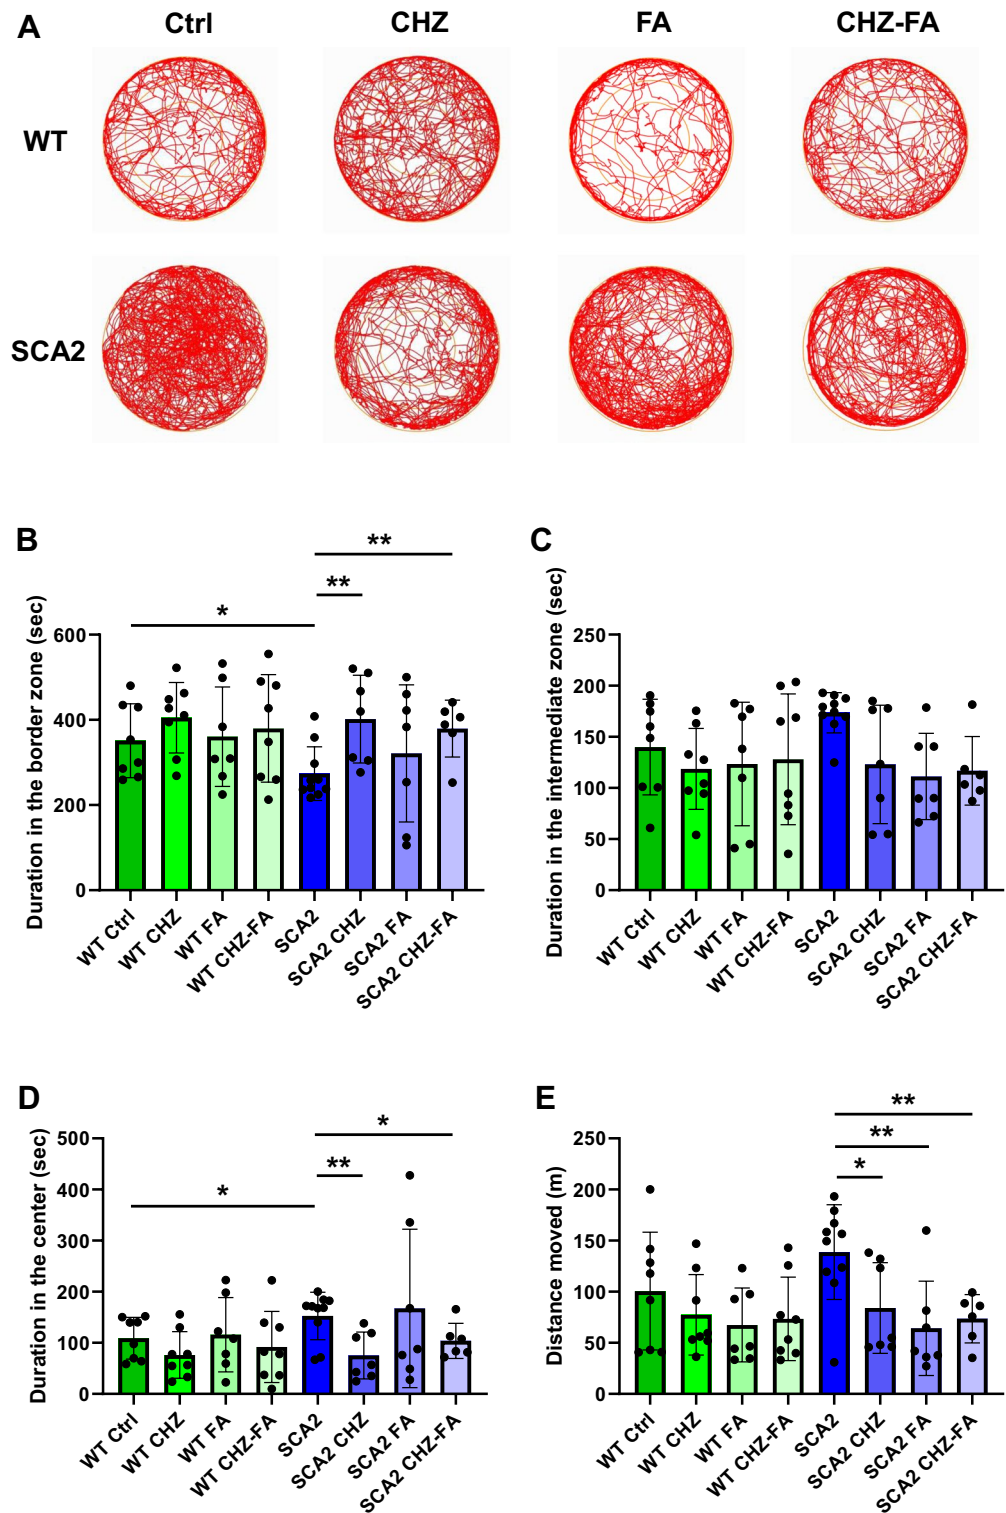 A
Ctrl CHZ FA CHZ-FA
WT
SCA2
B
Duration in the border zone (sec)
600
400
200
0
*
**
**
WT Ctrl
WT CHZ
WT FA
WT CHZ-FA
SCA2
SCA2 CHZ
SCA2 FA
SCA2 CHZ-FA
C
Duration in the intermediate zone (sec)
250
200
150
100
50
0
WT Ctrl
WT CHZ
WT FA
WT CHZ-FA
SCA2
SCA2 CHZ
SCA2 FA
SCA2 CHZ-FA
D
Duration in the center (sec)
500
400
300
200
100
0
*
**
*
WT Ctrl
WT CHZ
WT FA
WT CHZ-FA
SCA2
SCA2 CHZ
SCA2 FA
SCA2 CHZ-FA
E
Distance moved (m)
250
200
150
100
50
0
**
**
*
WT Ctrl
WT CHZ
WT FA
WT CHZ-FA
SCA2
SCA2 CHZ
SCA2 FA
SCA2 CHZ-FA